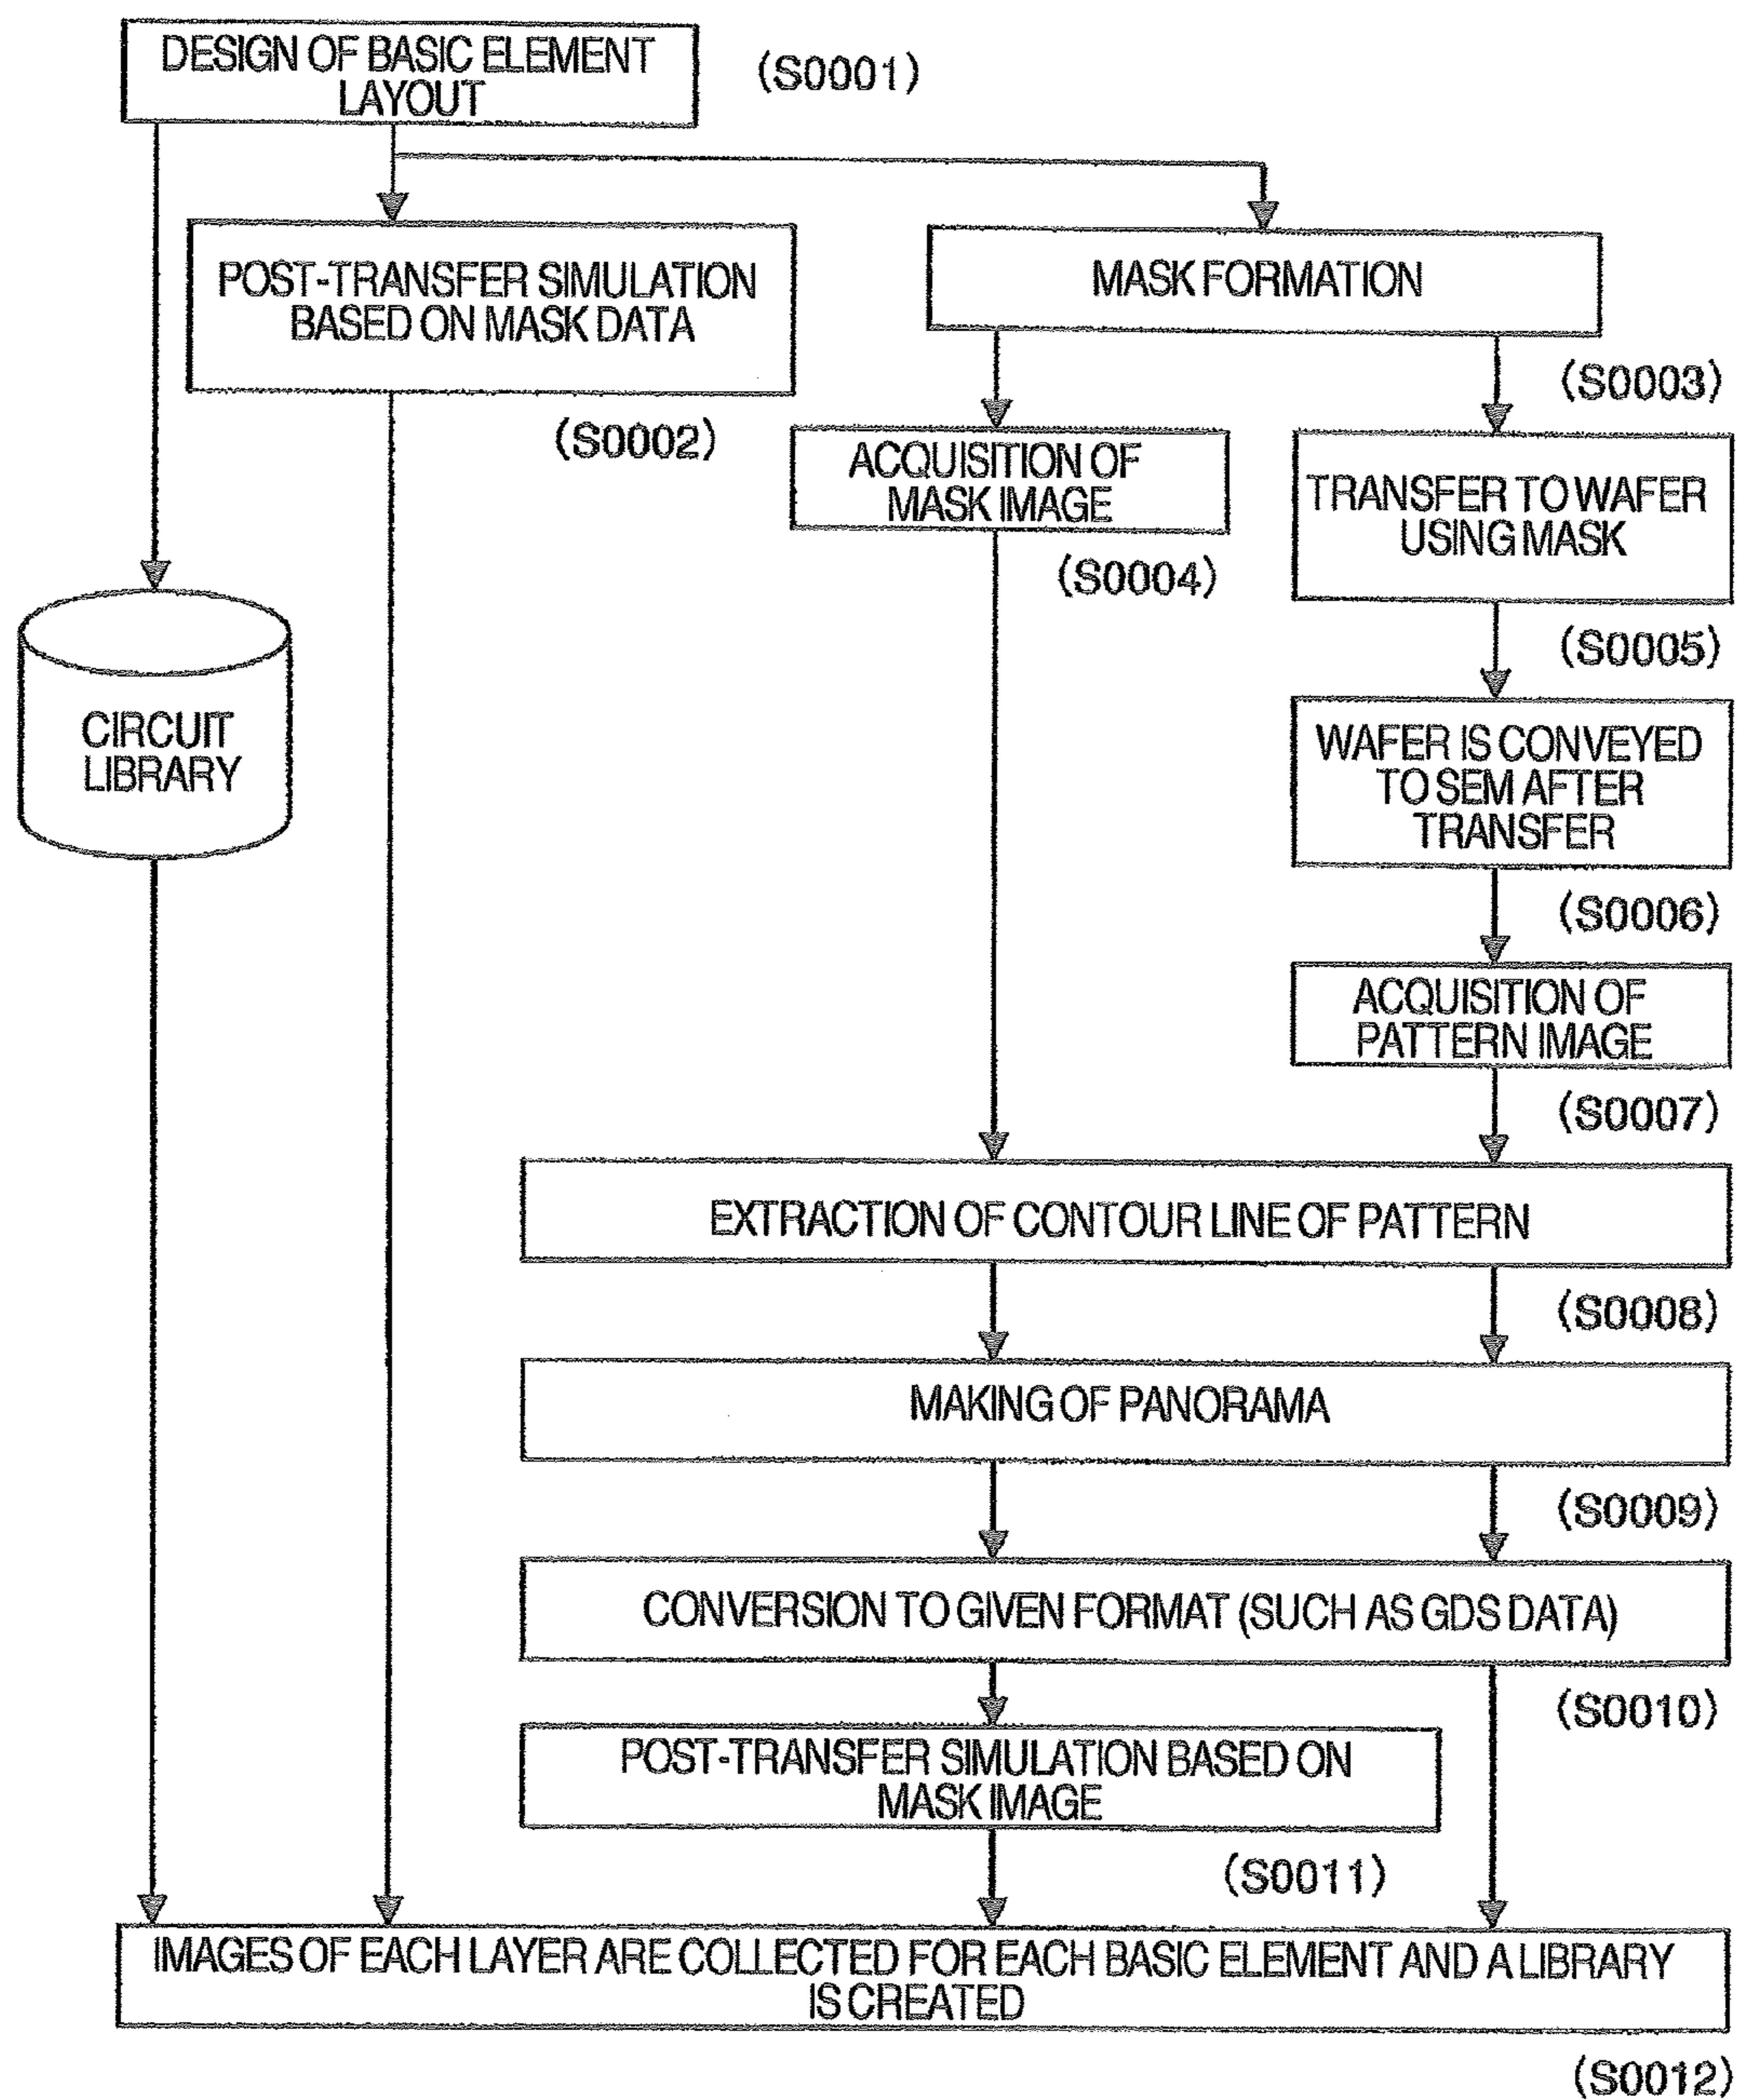 DESIGN OF BASIC ELEMENT
LAYOUT
(S0001)
POST-TRANSFER SIMULATION
BASED ON MASK DATA
(S0002)
MASK FORMATION
(S0003)
ACQUISITION OF
MASK IMAGE
(S0004)
TRANSFER TO WAFER
USING MASK
(S0005)
CIRCUIT
LIBRARY
WAFER IS CONVEYED
TO SEM AFTER
TRANSFER
(S0006)
ACQUISITION OF
PATTERN IMAGE
(S0007)
EXTRACTION OF CONTOUR LINE OF PATTERN
(S0008)
MAKING OF PANORAMA
(S0009)
CONVERSION TO GIVEN FORMAT (SUCH AS GDS DATA)
(S0010)
POST-TRANSFER SIMULATION BASED ON
MASK IMAGE
(S0011)
IMAGES OF EACH LAYER ARE COLLECTED FOR EACH BASIC ELEMENT AND A LIBRARY
IS CREATED
(S0012)